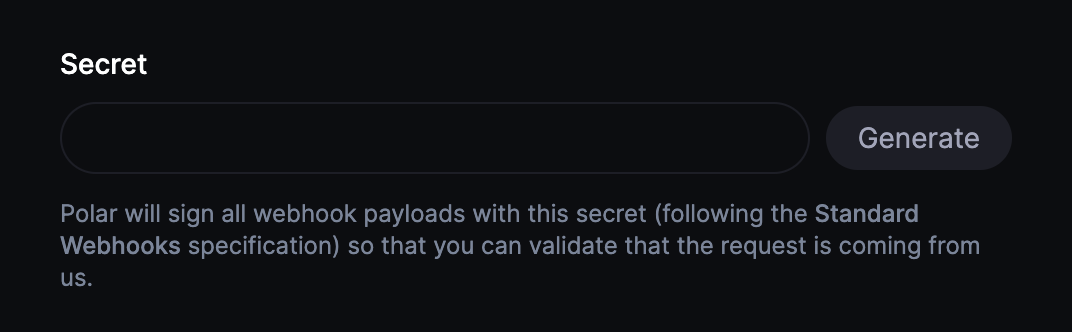 Secret
Generate
Polar will sign all webhook payloads with this secret (following the Standard
Webhooks specification) so that you can validate that the request is coming from
us.